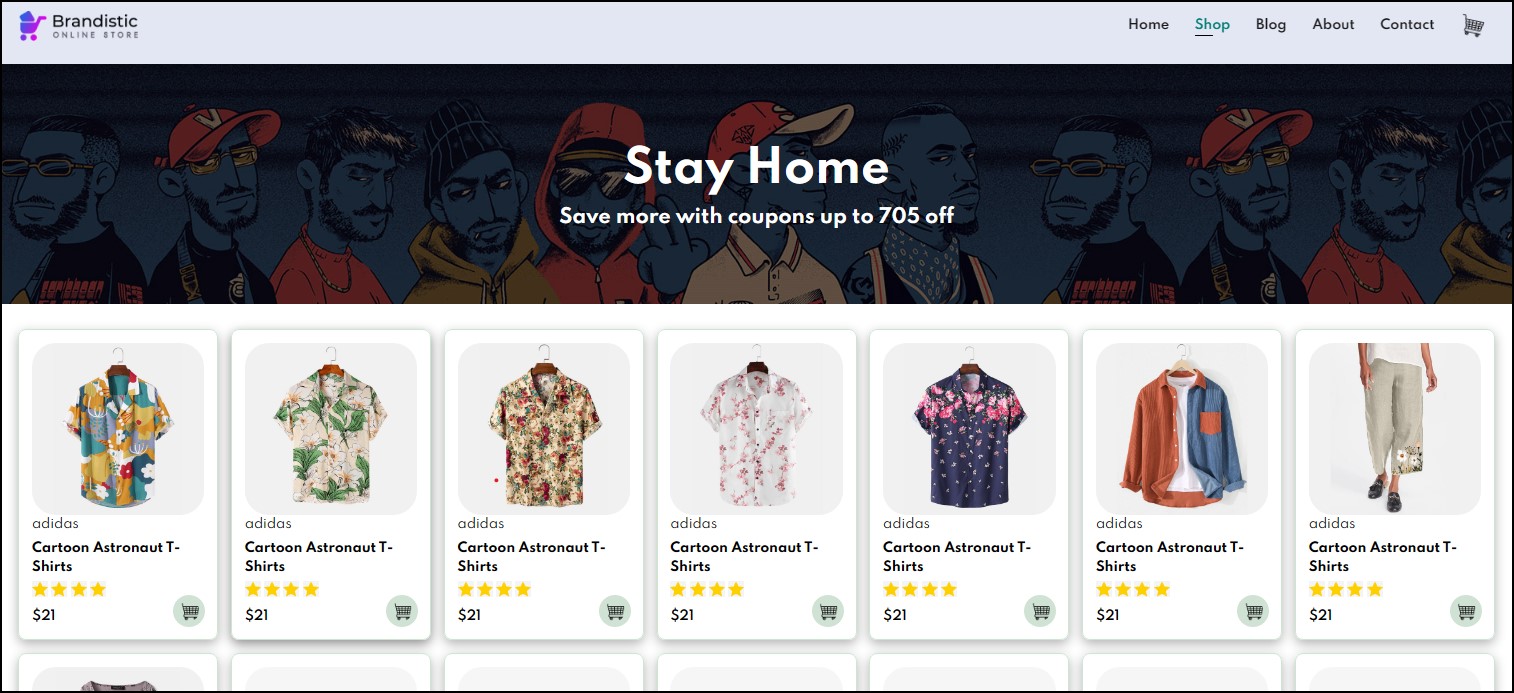 Brandistic
ONLINE STORE
Home Shop Blog About Contact
Stay Home
Save more with coupons up to 705 off
adidas
Cartoon Astronaut T-
Shirts
$21
adidas
Cartoon Astronaut T-
Shirts
$21
adidas
Cartoon Astronaut T-
Shirts
$21
adidas
Cartoon Astronaut T-
Shirts
$21
adidas
Cartoon Astronaut T-
Shirts
$21
adidas
Cartoon Astronaut T-
Shirts
$21
adidas
Cartoon Astronaut T-
Shirts
$21